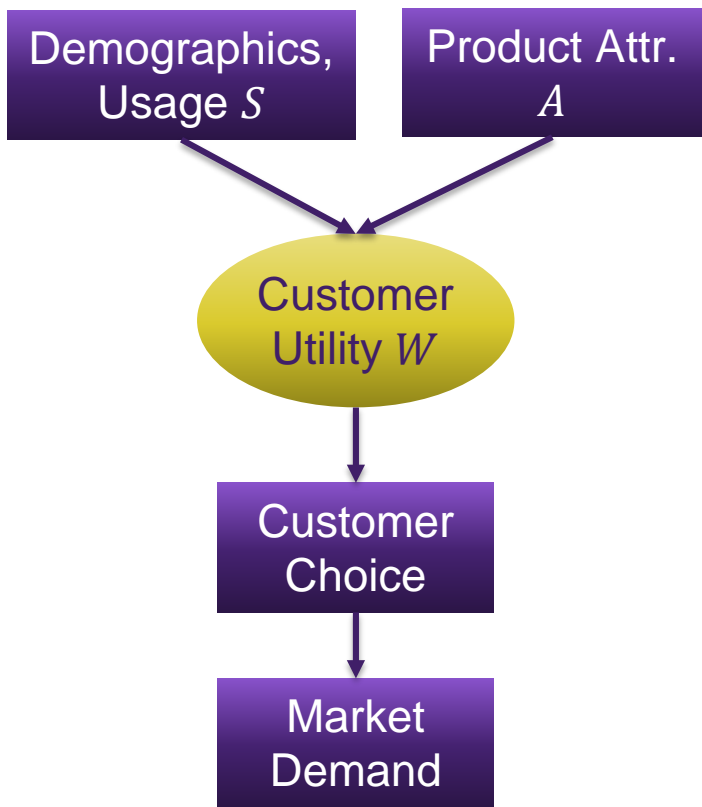 Demographics,
Usage S
Product Attr.
A
Customer
Utility W
Customer
Choice
Market
Demand